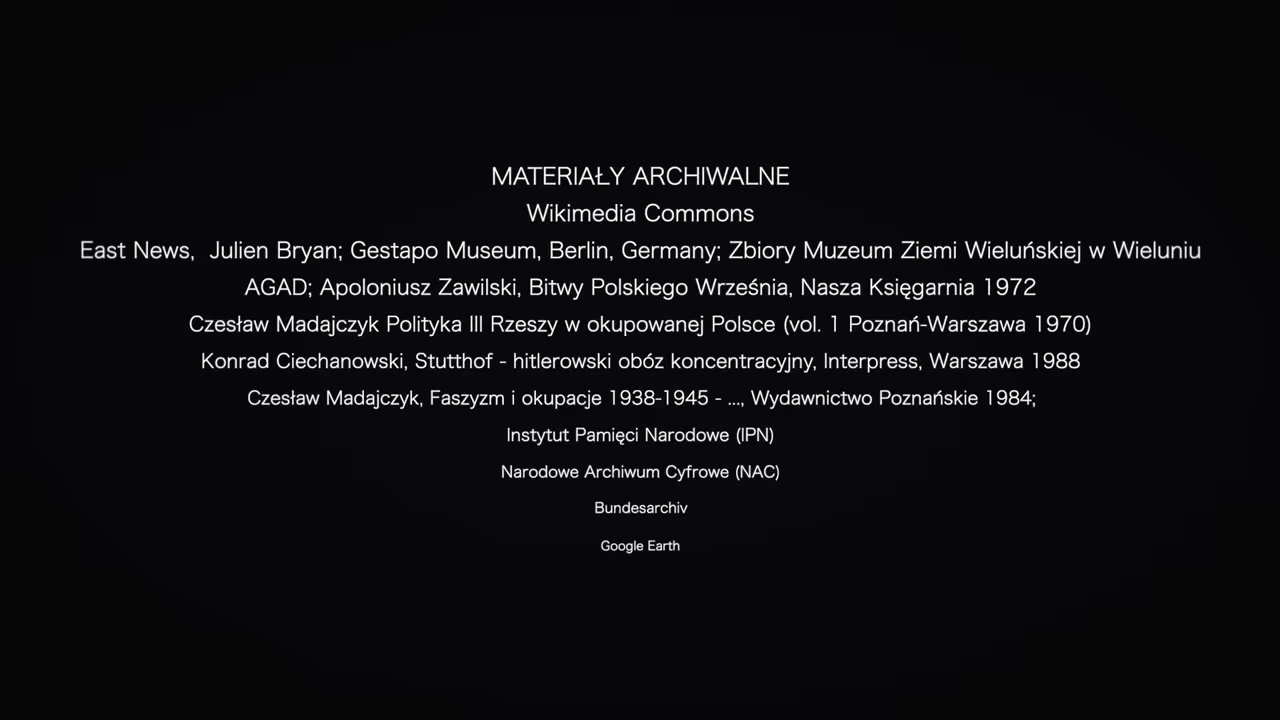 MATERIAŁY ARCHIWALNE
Wikimedia Commons
East News, Julien Bryan; Gestapo Museum, Berlin, Germany; Zbiory Muzeum Ziemi Wieluńskiej w Wieluniu
AGAD; Apoloniusz Zawilski, Bitwy Polskiego Września, Nasza Księgarnia 1972
Czesław Madajczyk Polityka III Rzeszy w okupowanej Polsce (vol. 1 Poznań-Warszawa 1970)
Konrad Ciechanowski, Stutthof - hitlerowski obóz koncentracyjny, Interpress, Warszawa 1988
Czesław Madajczyk, Faszyzm i okupacje 1938-1945 - ..., Wydawnictwo Poznańskie 1984;
Instytut Pamięci Narodowe (IPN)
Narodowe Archiwum Cyfrowe (NAC)
Bundesarchiv
Google Earth